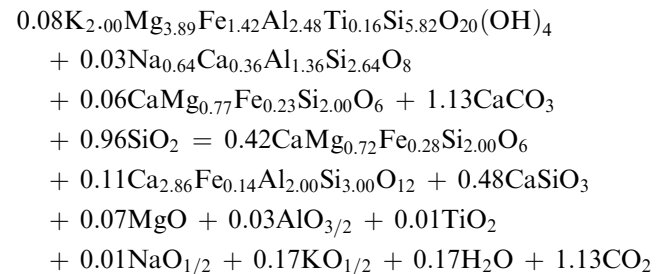 0.08K₂.₀₀Mg₃.₈₉Fe₁.₄₂Al₂.₄₈Ti₀.₁₆Si₅.₈₂O₂₀(OH)₄
+ 0.03Na₀.₆₄Ca₀.₃₆Al₁.₃₆Si₂.₆₄O₈
+ 0.06CaMg₀.₇₇Fe₀.₂₃Si₂.₀₀O₆ + 1.13CaCO₃
+ 0.96SiO₂ = 0.42CaMg₀.₇₂Fe₀.₂₈Si₂.₀₀O₆
+ 0.11Ca₂.₈₆Fe₀.₁₄Al₂.₀₀Si₃.₀₀O₁₂ + 0.48CaSiO₃
+ 0.07MgO + 0.03AlO₃/₂ + 0.01TiO₂
+ 0.01NaO₁/₂ + 0.17KO₁/₂ + 0.17H₂O + 1.13CO₂